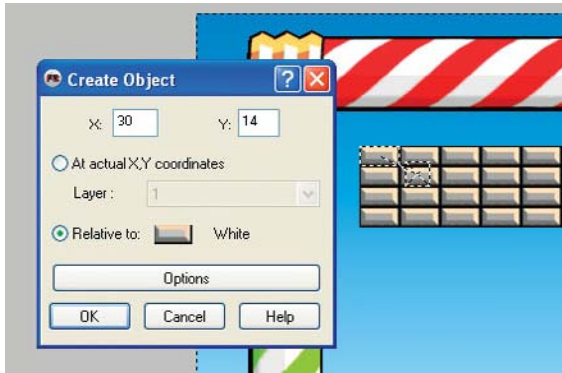 Create Object
X: 30 Y: 14
At actual X,Y coordinates
Layer : 1
Relative to: White
Options
OK Cancel Help